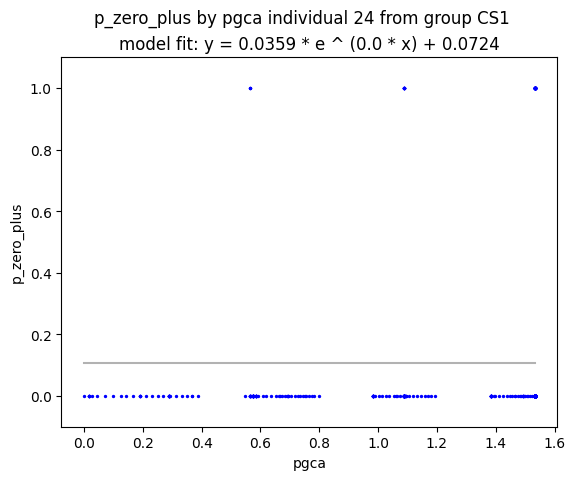 p_zero_plus by pgca individual 24 from group CS1
model fit: y = 0.0359 * e ^ (0.0 * x) + 0.0724
1.0
0.8
0.6
0.4
0.2
0.0
p_zero_plus
0.0 0.2 0.4 0.6 0.8 1.0 1.2 1.4 1.6
pgca